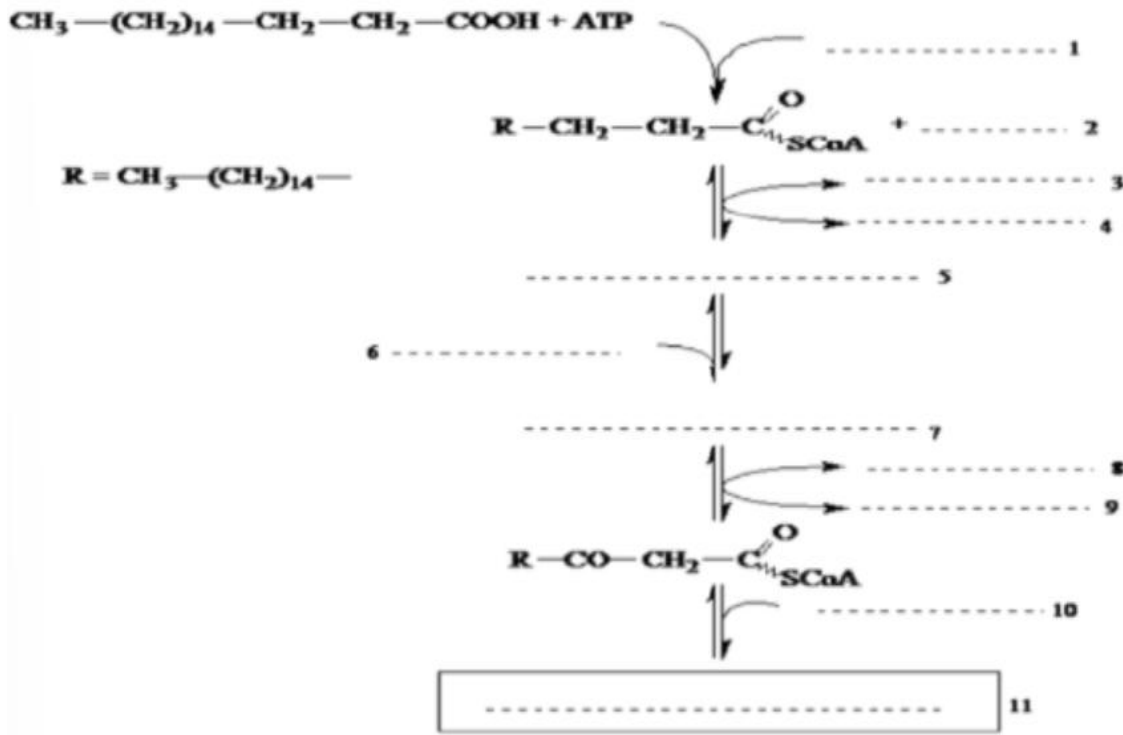 CH₃—(CH₂)₁₄—CH₂—CH₂—COOH + ATP
1
R—CH₂—CH₂—C
O
SCoA
+ 2
R = CH₃—(CH₂)₁₄—
3
4
5
6
7
8
9
R—CO—CH₂—C
O
SCoA
10
11